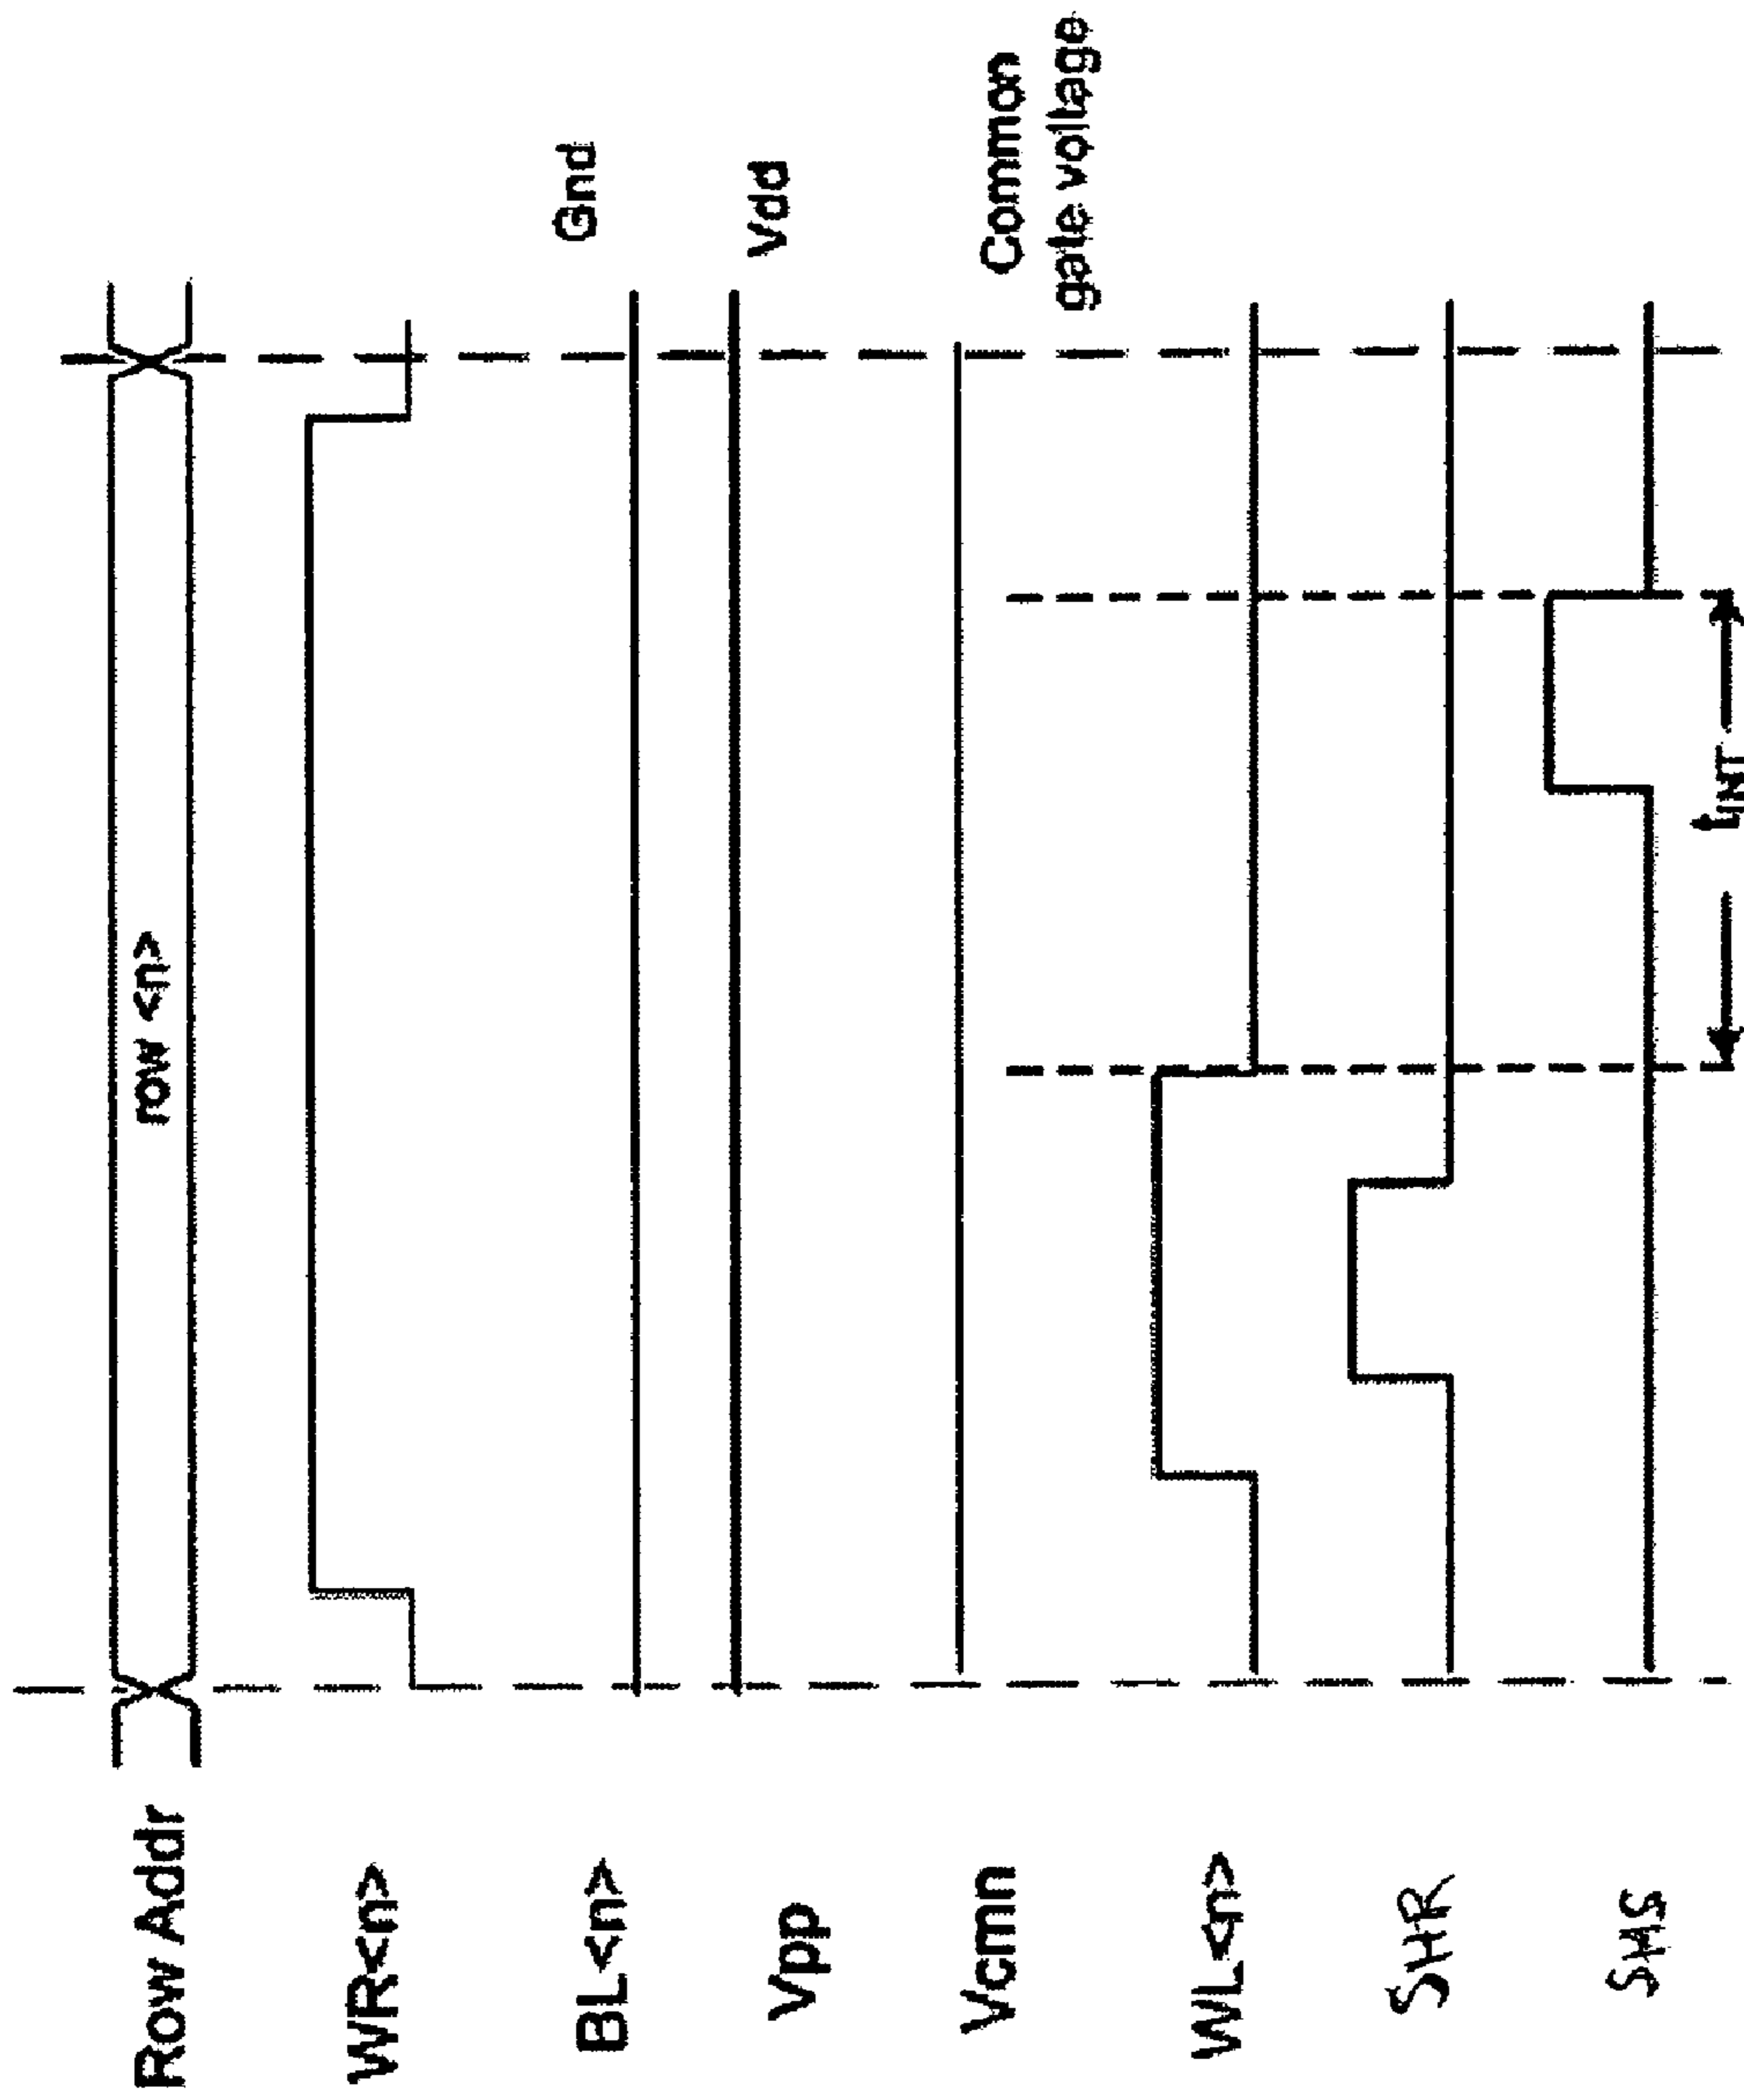 Row Addr
row <n>
WR<n>
BL<n>
Gnd
Vpp
Vdd
Vcmn
Common
gate voltage
WL<n>
SHR
SHS
tINT